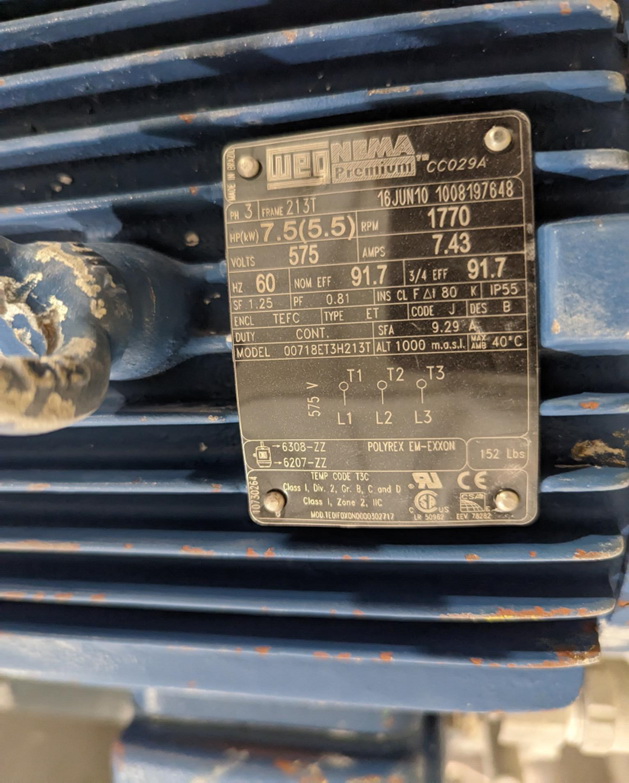 MADE IN BRAZIL
WEG NEMA Premium™ CC029A
PH 3 FRAME 213T 16JUN10 1008197648
HP(kW) 7.5(5.5) RPM 1770
VOLTS 575 AMPS 7.43
HZ 60 NOM EFF 91.7 3/4 EFF 91.7
SF 1.25 PF 0.81 INS CL F Δt 80 K IP55
ENCL TEFC TYPE ET CODE J DES B
DUTY CONT. SFA 9.29 A
MODEL 00718ET3H213T ALT 1000 m.a.s.l. MAX. AMB 40°C
575 V
T1 T2 T3
L1 L2 L3
→6308-ZZ POLYREX EM-EXXON 152 Lbs
→6207-ZZ
TEMP CODE T3C
Class I, Div. 2, Gr. B, C and D
Class I, Zone 2, IIC